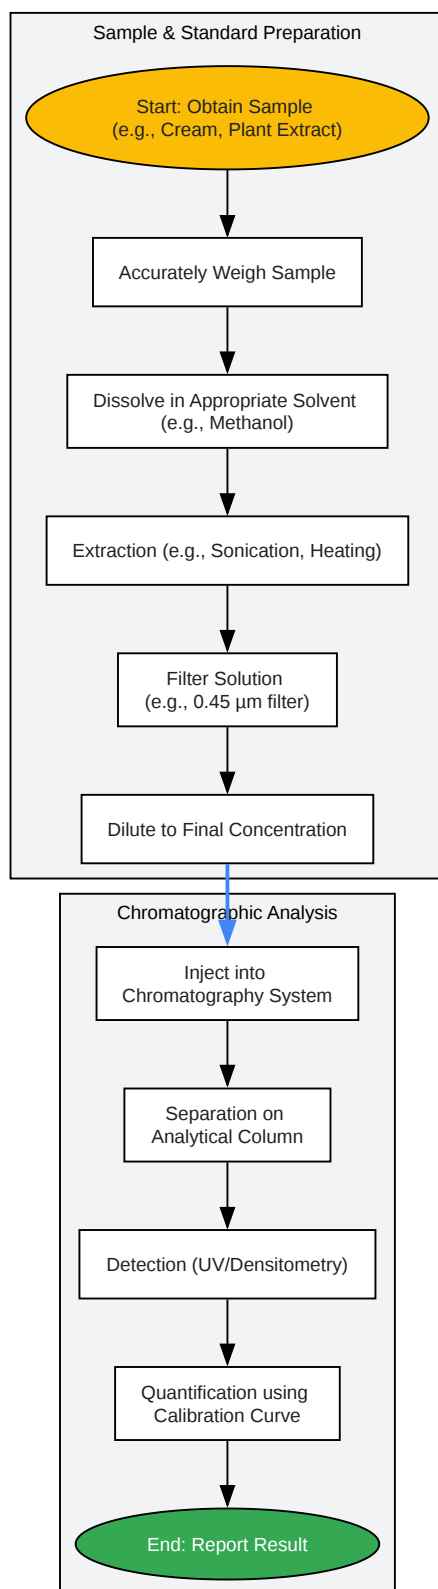 Sample & Standard Preparation
Start: Obtain Sample
(e.g., Cream, Plant Extract)
Accurately Weigh Sample
Dissolve in Appropriate Solvent
(e.g., Methanol)
Extraction (e.g., Sonication, Heating)
Filter Solution
(e.g., 0.45 µm filter)
Dilute to Final Concentration
Chromatographic Analysis
Inject into
Chromatography System
Separation on
Analytical Column
Detection (UV/Densitometry)
Quantification using
Calibration Curve
End: Report Result